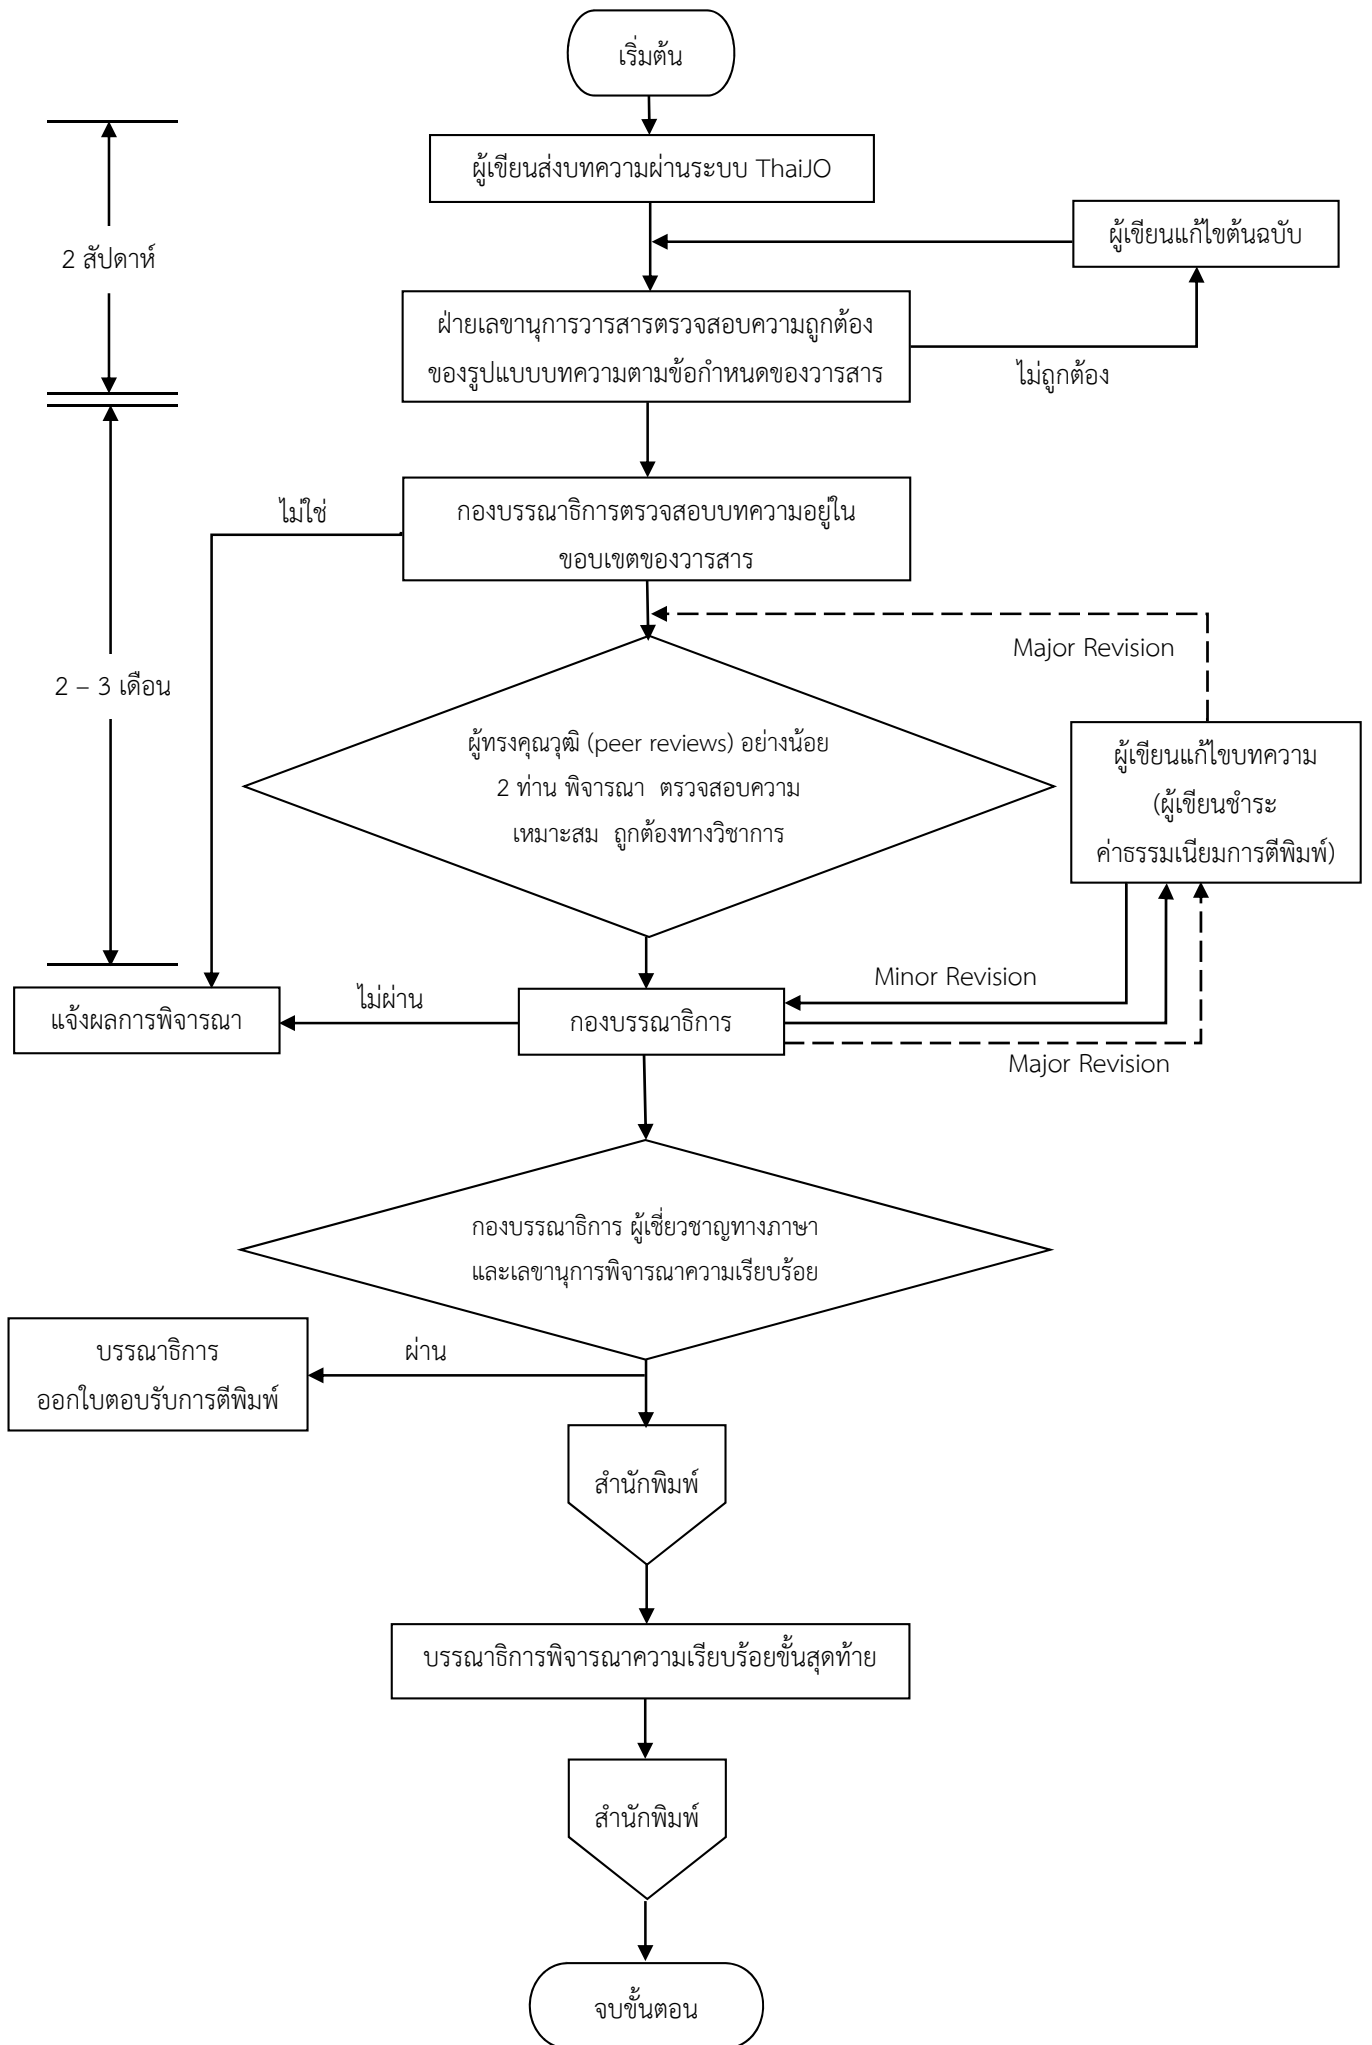 เริ่มต้น
ผู้เขียนส่งบทความผ่านระบบ ThaiJO
ผู้เขียนแก้ไขต้นฉบับ
2 สัปดาห์
ฝ่ายเลขานุการวารสารตรวจสอบความถูกต้อง
ของรูปแบบบทความตามข้อกำหนดของวารสาร
ไม่ถูกต้อง
ไม่ใช่
กองบรรณาธิการตรวจสอบบทความอยู่ใน
ขอบเขตของวารสาร
Major Revision
2 – 3 เดือน
ผู้ทรงคุณวุฒิ (peer reviews) อย่างน้อย
2 ท่าน พิจารณา ตรวจสอบความ
เหมาะสม ถูกต้องทางวิชาการ
ผู้เขียนแก้ไขบทความ
(ผู้เขียนชำระ
ค่าธรรมเนียมการตีพิมพ์)
Minor Revision
ไม่ผ่าน
แจ้งผลการพิจารณา
กองบรรณาธิการ
Major Revision
กองบรรณาธิการ ผู้เชี่ยวชาญทางภาษา
และเลขานุการพิจารณาความเรียบร้อย
ผ่าน
บรรณาธิการ
ออกใบตอบรับการตีพิมพ์
สำนักพิมพ์
บรรณาธิการพิจารณาความเรียบร้อยขั้นสุดท้าย
สำนักพิมพ์
จบขั้นตอน